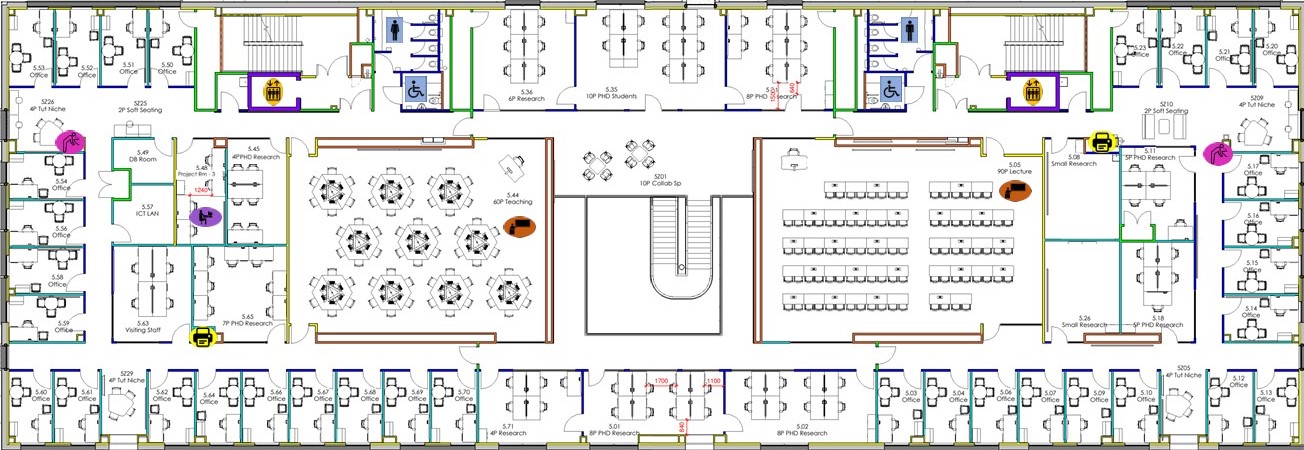 5.53
Office
5.52
Office
5.51
Office
5.50
Office
5.36
6P Research
5.35
10P PHD Students
8P PHD Research
1500
640
5.23
Office
5.22
Office
5.21
Office
5.20
Office
5Z26
4P Tut Niche
5Z25
2P Soft Seating
5Z10
2P Soft Seating
5Z09
4P Tut Niche
5.49
DB Room
5.48
Project Rm - 3
1240
5.45
4P PHD Research
5.44
60P Teaching
5Z01
10P Collab Sp
5.05
90P Lecture
5.08
Small Research
5.11
5P PHD Research
5.54
Office
5.56
Office
5.57
ICT LAN
5.58
Office
5.59
Office
5.63
Visiting Staff
5.65
7P PHD Research
5.26
Small Research
5.18
5P PHD Research
5.17
Office
5.16
Office
5.15
Office
5.14
Office
5.60
Office
5.61
Office
5Z29
4P Tut Niche
5.62
Office
5.64
Office
5.66
Office
5.67
Office
5.68
Office
5.69
Office
5.70
Office
5.71
4P Research
5.01
8P PHD Research
1700
1100
840
5.02
8P PHD Research
5.03
Office
5.04
Office
5.06
Office
5.07
Office
5.09
Office
5.10
Office
5Z05
4P Tut Niche
5.12
Office
5.13
Office